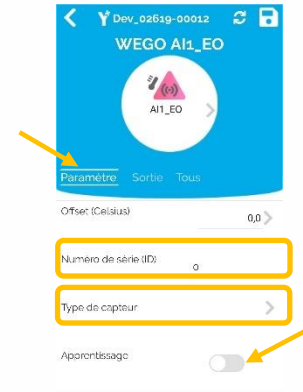 Dev_02619-00012
WEGO AI1_EO
AI1_EO
Paramètre Sortie Tous
Offset (Celsius) 0,0
Numéro de série (ID) 0
Type de capteur
Apprentissage